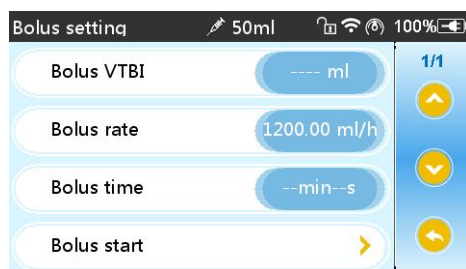 Bolus setting 50ml 100%
1/1
Bolus VTBI ---- ml
Bolus rate 1200.00 ml/h
Bolus time --min--s
Bolus start